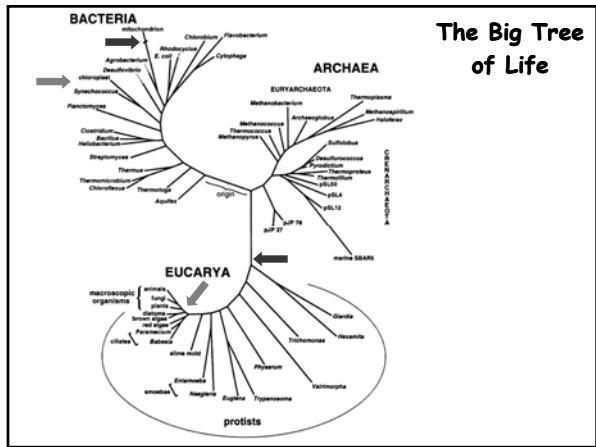 The Big Tree
of Life
BACTERIA
mitochondrion
Chlorobium
Flavobacterium
Rhodocyclus
E. coli
Cytophaga
Agrobacterium
Desulfovibrio
chloroplast
Synechococcus
Planctomyces
Clostridium
Bacillus
Heliobacterium
Streptomyces
Thermus
Thermomicrobium
Chloroflexus
Thermotoga
Aquifex
origin
ARCHAEA
EURYARCHAEOTA
Thermoplasma
Methanobacterium
Methanospirillum
Archaeoglobus
Haloferax
Methanococcus
Thermococcus
Methanopyrus
Sulfolobus
Desulfurococcus
Pyrodictium
Thermoproteus
Thermofilum
pSL50
pSL4
pSL12
CRENARCHAEOTA
pJP 78
pJP 27
marine SBAR5
EUCARYA
macroscopic
organisms
animals
fungi
plants
diatoms
brown algae
red algae
ciliates
Paramecium
Babesia
slime mold
amoebas
Entamoeba
Naegleria
Euglena
Trypanosoma
Physarum
Vairimorpha
Trichomonas
Hexamita
Giardia
protists